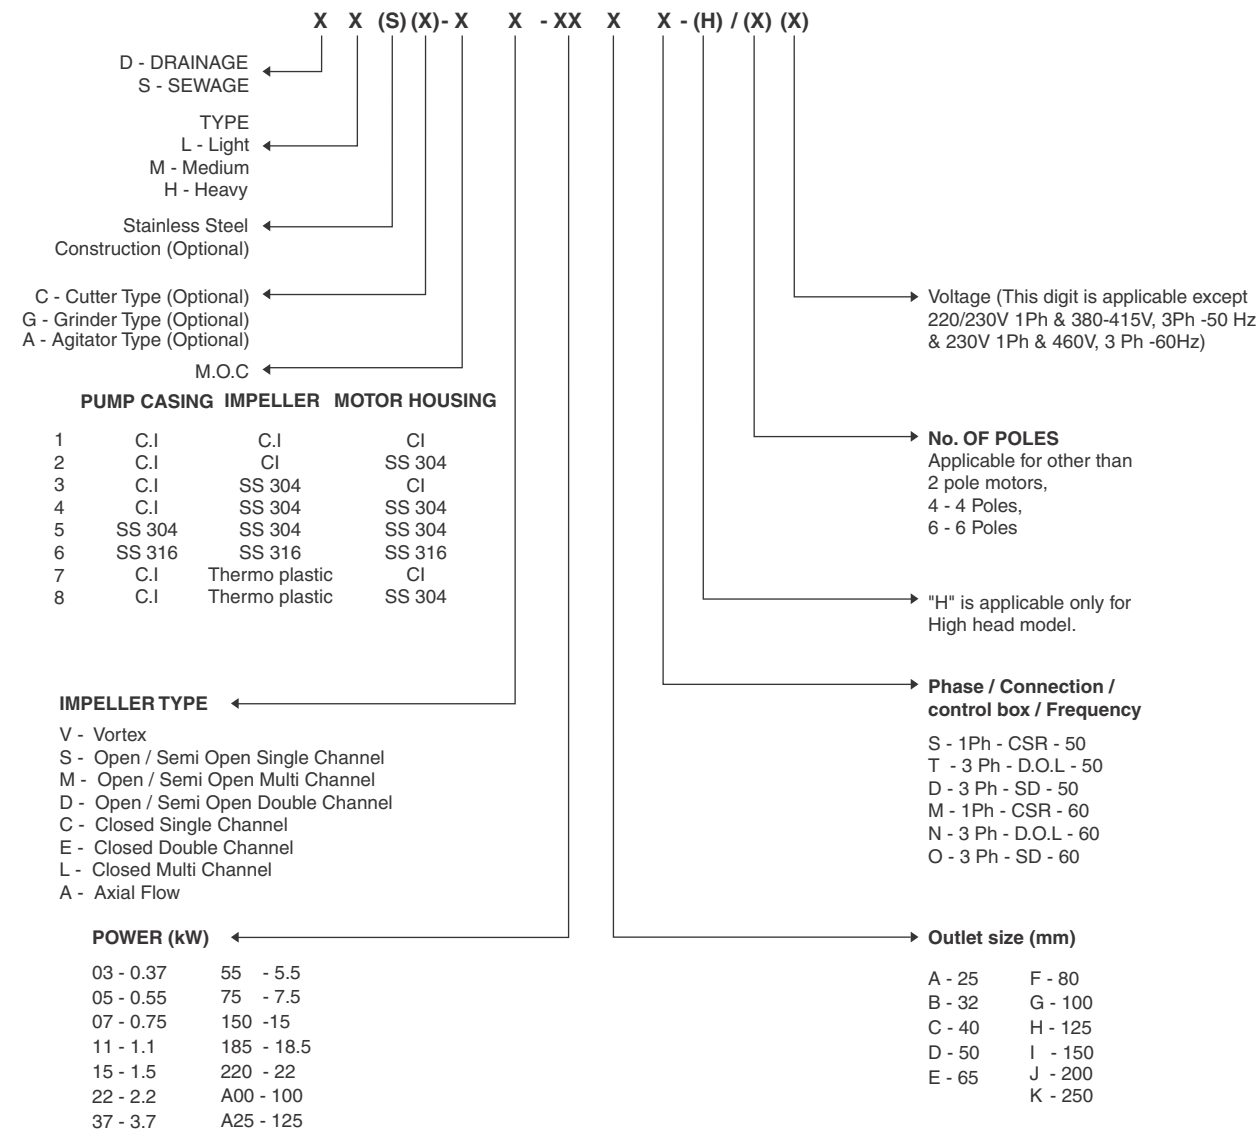 X X (S) (X) - X X - XX X X - (H) / (X) (X)
D - DRAINAGE
S - SEWAGE
TYPE
L - Light
M - Medium
H - Heavy
Stainless Steel
Construction (Optional)
C - Cutter Type (Optional)
G - Grinder Type (Optional)
A - Agitator Type (Optional)
M.O.C
PUMP CASING IMPELLER MOTOR HOUSING
1 C.I C.I CI
2 C.I CI SS 304
3 C.I SS 304 CI
4 C.I SS 304 SS 304
5 SS 304 SS 304 SS 304
6 SS 316 SS 316 SS 316
7 C.I Thermo plastic CI
8 C.I Thermo plastic SS 304
IMPELLER TYPE
V - Vortex
S - Open / Semi Open Single Channel
M - Open / Semi Open Multi Channel
D - Open / Semi Open Double Channel
C - Closed Single Channel
E - Closed Double Channel
L - Closed Multi Channel
A - Axial Flow
POWER (kW)
03 - 0.37 55 - 5.5
05 - 0.55 75 - 7.5
07 - 0.75 150 -15
11 - 1.1 185 - 18.5
15 - 1.5 220 - 22
22 - 2.2 A00 - 100
37 - 3.7 A25 - 125
Voltage (This digit is applicable except
220/230V 1Ph & 380-415V, 3Ph -50 Hz
& 230V 1Ph & 460V, 3 Ph -60Hz)
No. OF POLES
Applicable for other than
2 pole motors,
4 - 4 Poles,
6 - 6 Poles
"H" is applicable only for
High head model.
Phase / Connection /
control box / Frequency
S - 1Ph - CSR - 50
T - 3 Ph - D.O.L - 50
D - 3 Ph - SD - 50
M - 1Ph - CSR - 60
N - 3 Ph - D.O.L - 60
O - 3 Ph - SD - 60
Outlet size (mm)
A - 25 F - 80
B - 32 G - 100
C - 40 H - 125
D - 50 I - 150
E - 65 J - 200
K - 250